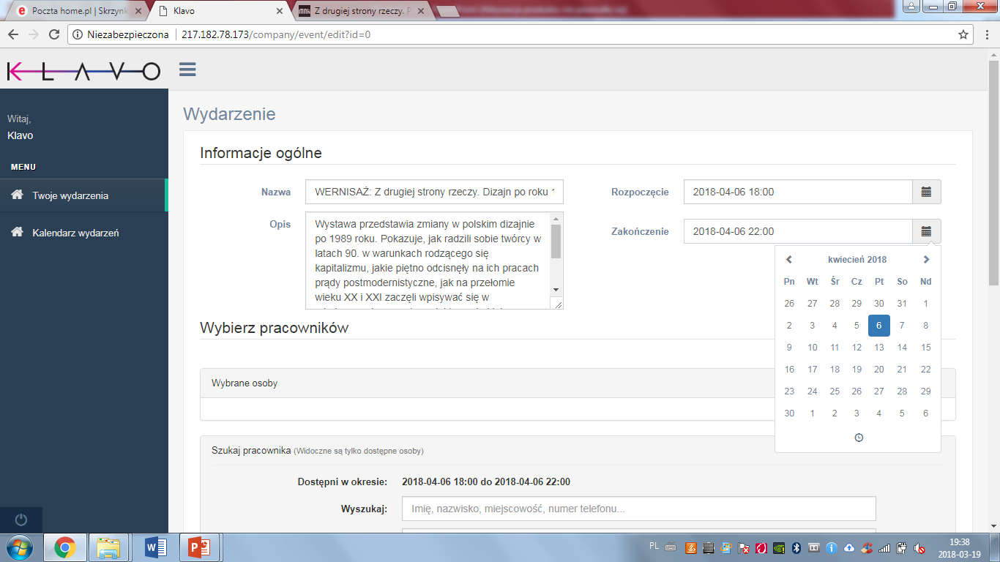 Poczta home.pl | Skrzynk
Klavo
Z drugiej strony rzeczy. P
Niezabezpieczona
217.182.78.173/company/event/edit?id=0
KLAVO
Witaj,
Klavo
MENU
Twoje wydarzenia
Kalendarz wydarzeń
Wydarzenie
Informacje ogólne
Nazwa
WERNISAŻ: Z drugiej strony rzeczy. Dizajn po roku 1
Opis
Wystawa przedstawia zmiany w polskim dizajnie
po 1989 roku. Pokazuje, jak radzili sobie twórcy w
latach 90. w warunkach rodzącego się
kapitalizmu, jakie piętno odcisnęły na ich pracach
prądy postmodernistyczne, jak na przełomie
wieku XX i XXI zaczęli wpisywać się w
Rozpoczęcie
2018-04-06 18:00
Zakończenie
2018-04-06 22:00
kwiecień 2018
Pn Wt Śr Cz Pt So Nd
26 27 28 29 30 31 1
2 3 4 5 6 7 8
9 10 11 12 13 14 15
16 17 18 19 20 21 22
23 24 25 26 27 28 29
30 1 2 3 4 5 6
Wybierz pracowników
Wybrane osoby
Szukaj pracownika (Widoczne są tylko dostępne osoby)
Dostępni w okresie: 2018-04-06 18:00 do 2018-04-06 22:00
Wyszukaj:
Imię, nazwisko, miejscowość, numer telefonu...
PL
19:38
2018-03-19